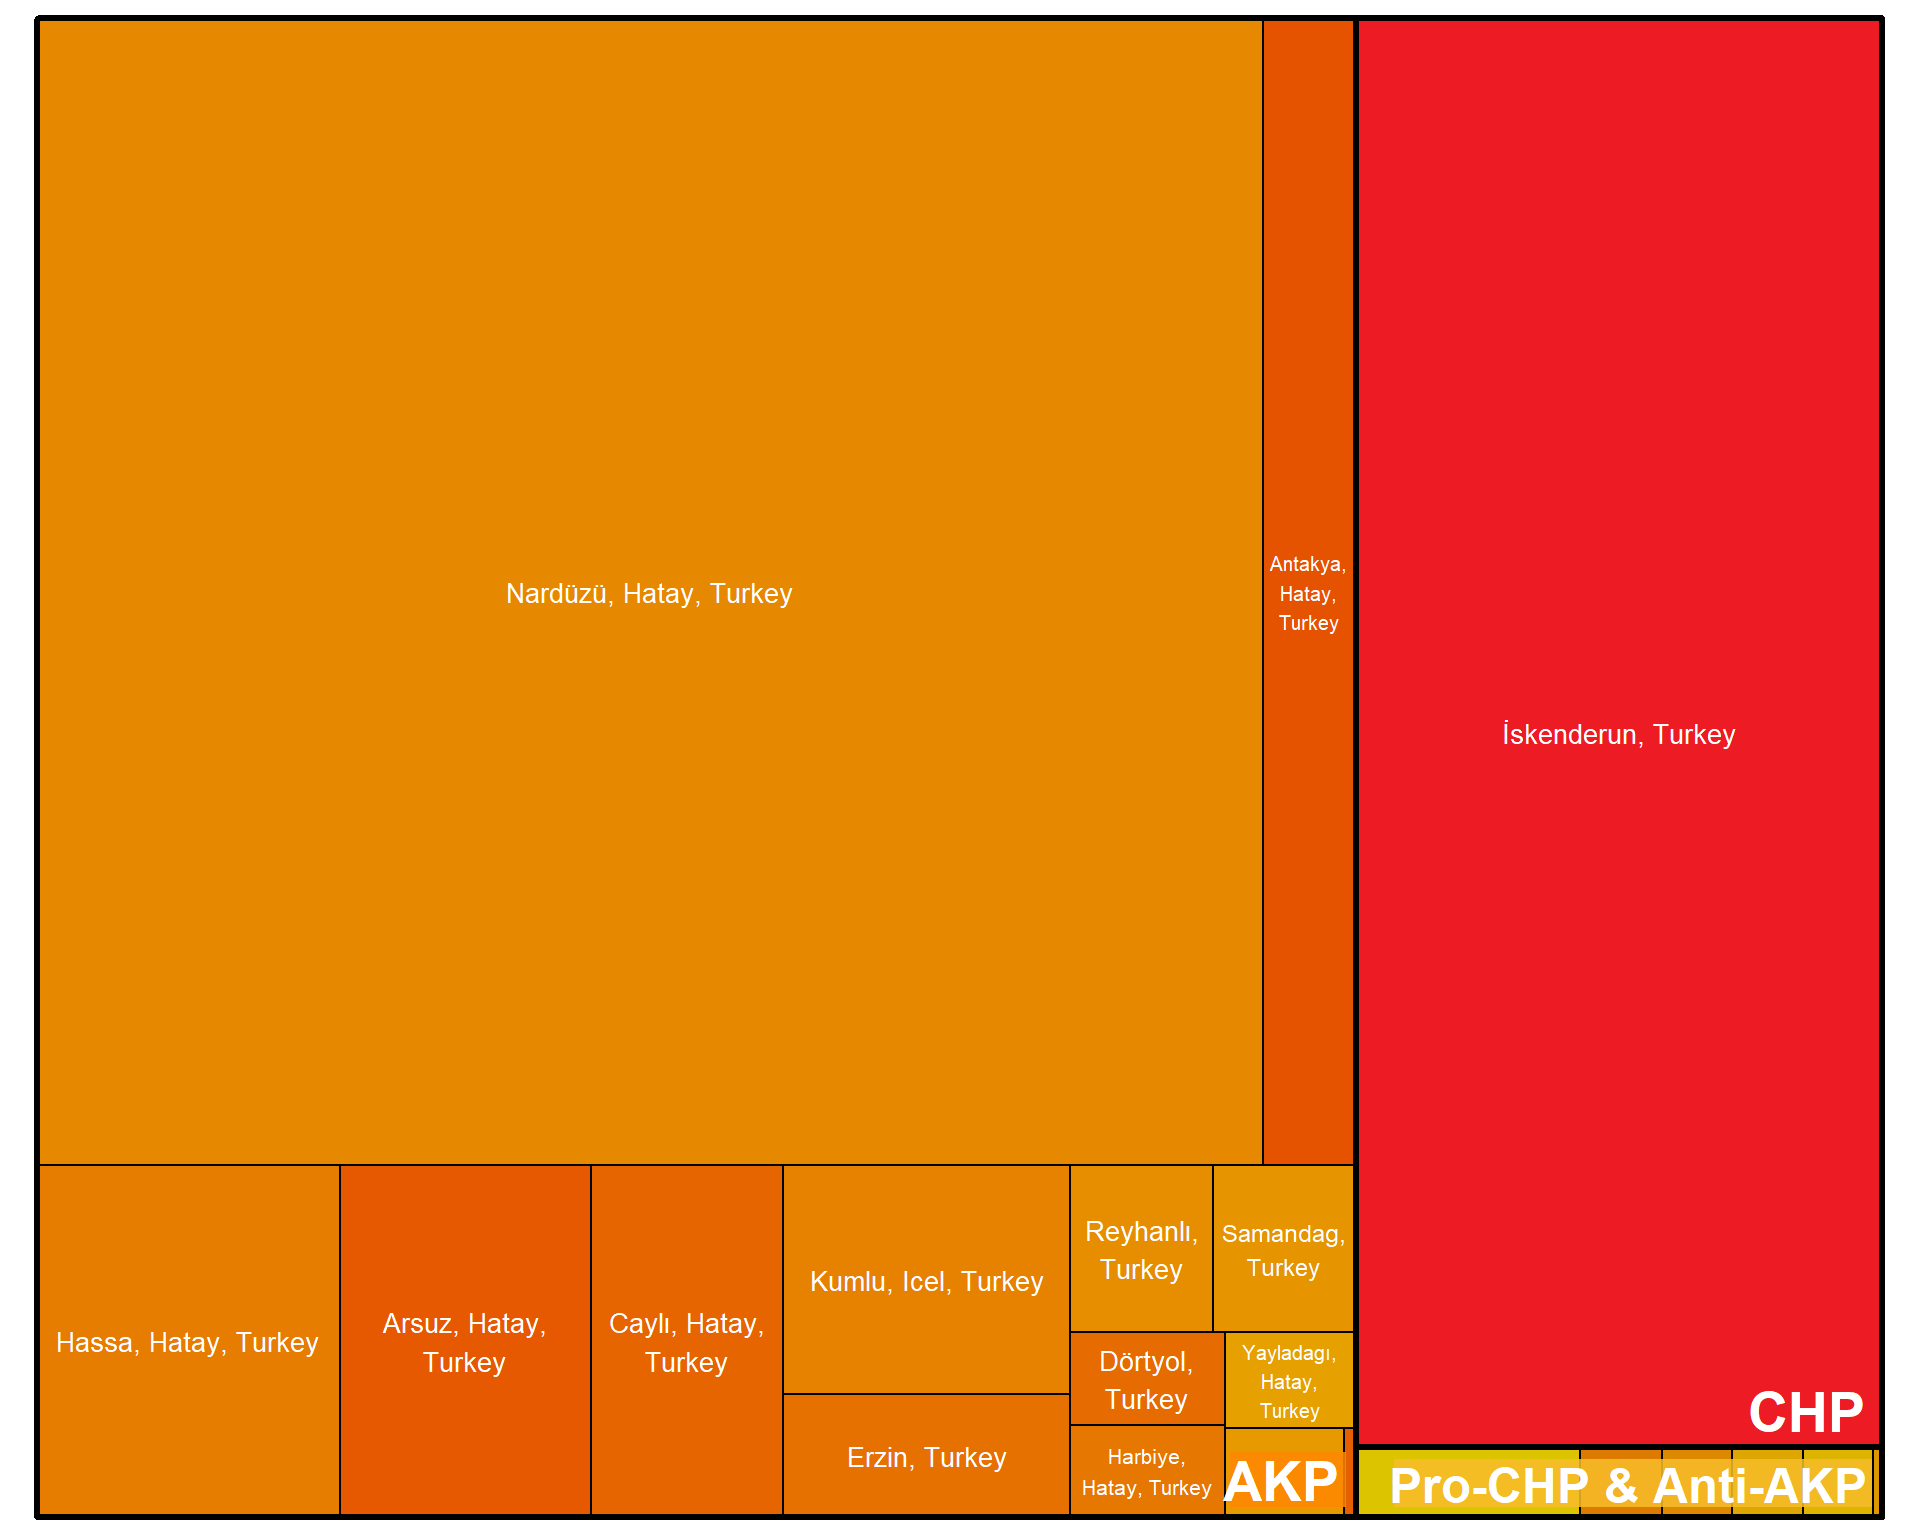 Nardüzü, Hatay, Turkey
Antakya,
Hatay,
Turkey
İskenderun, Turkey
CHP
Hassa, Hatay, Turkey
Arsuz, Hatay,
Turkey
Caylı, Hatay,
Turkey
Kumlu, Icel, Turkey
Erzin, Turkey
Reyhanlı,
Turkey
Samandag,
Turkey
Dörtyol,
Turkey
Yayladagı,
Hatay,
Turkey
Harbiye,
Hatay, Turkey
AKP
Pro-CHP & Anti-AKP